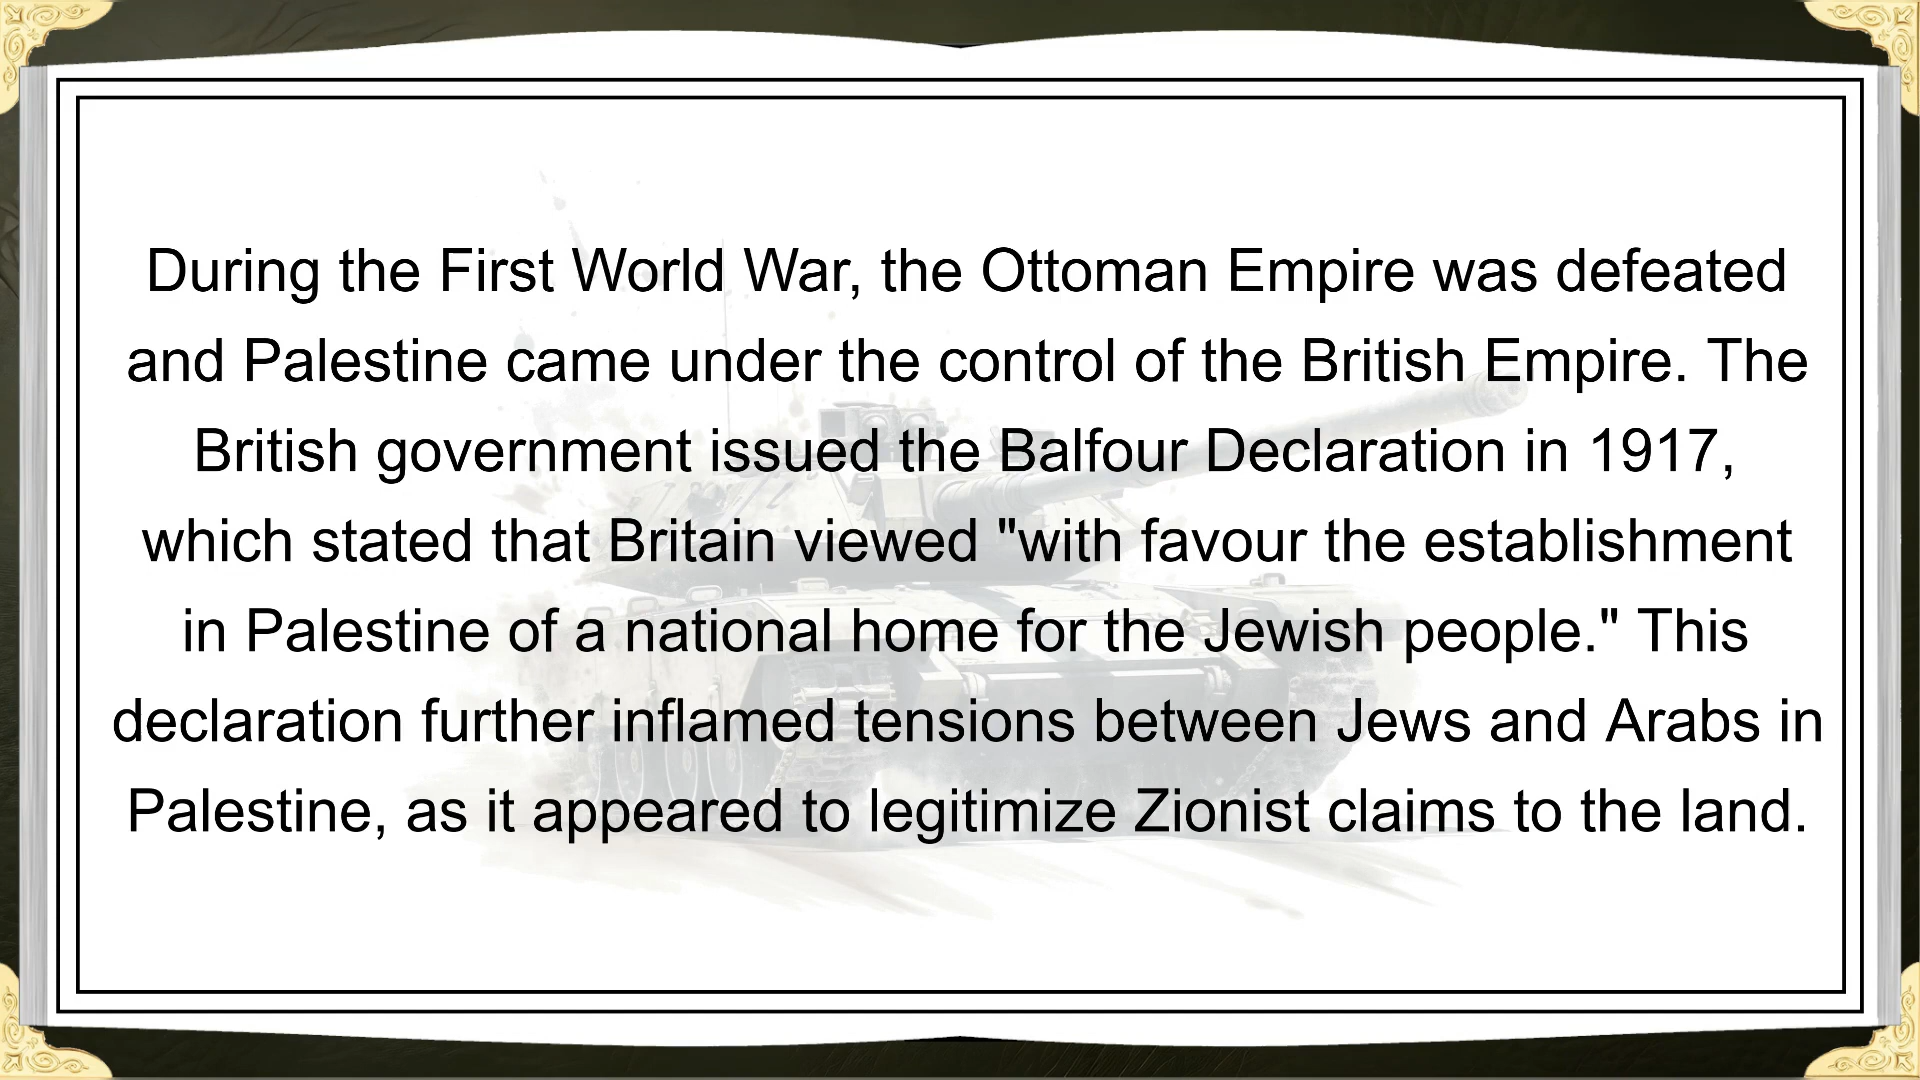 During the First World War, the Ottoman Empire was defeated
and Palestine came under the control of the British Empire. The
British government issued the Balfour Declaration in 1917,
which stated that Britain viewed "with favour the establishment
in Palestine of a national home for the Jewish people." This
declaration further inflamed tensions between Jews and Arabs in
Palestine, as it appeared to legitimize Zionist claims to the land.